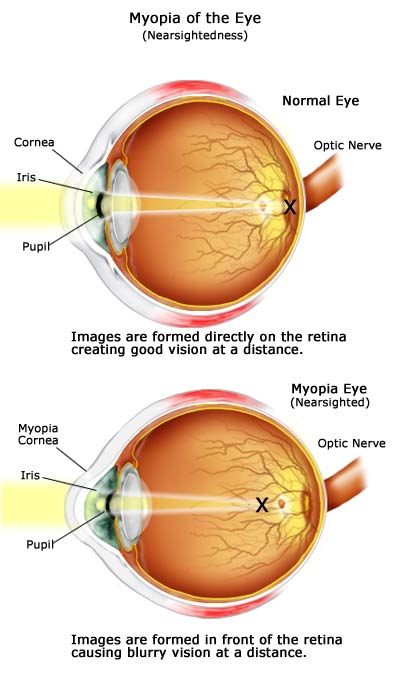 Myopia of the Eye
(Nearsightedness)
Normal Eye
Cornea
Optic Nerve
Iris
X
Pupil
Images are formed directly on the retina
creating good vision at a distance.
Myopia Eye
(Nearsighted)
Myopia
Cornea
Optic Nerve
Iris
X
Pupil
Images are formed in front of the retina
causing blurry vision at a distance.